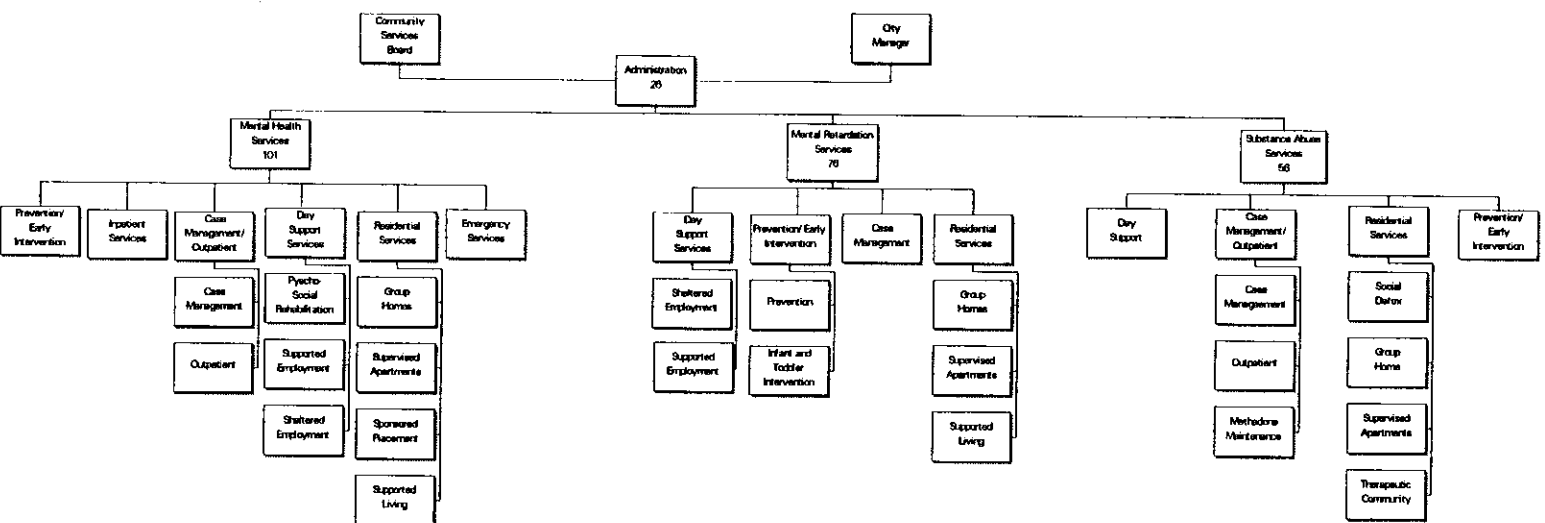 Community
Services
Board
City
Manager
Administration
26
Mental Health
Services
101
Mental Retardation
Services
76
Substance Abuse
Services
56
Prevention/
Early
Intervention
Inpatient
Services
Case
Management/
Outpatient
Day
Support
Services
Residential
Services
Emergency
Services
Day
Support
Services
Prevention/ Early
Intervention
Case
Management
Residential
Services
Day
Support
Case
Management/
Outpatient
Residential
Services
Prevention/
Early
Intervention
Case
Management
Outpatient
Pyscho-
Social
Rehabilitation
Supported
Employment
Sheltered
Employment
Group
Homes
Supervised
Apartments
Sponsored
Placement
Supported
Living
Sheltered
Employment
Supported
Employment
Prevention
Infant and
Toddler
Intervention
Group
Homes
Supervised
Apartments
Supported
Living
Case
Management
Outpatient
Methadone
Maintenance
Social
Detox
Group
Home
Supervised
Apartments
Therapeutic
Community